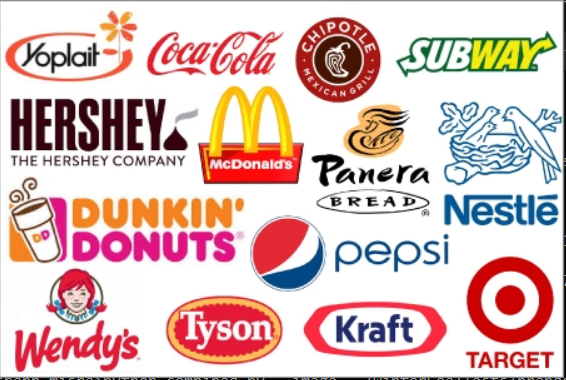 Yoplait
Coca-Cola
CHIPOTLE
MEXICAN GRILL
SUBWAY
HERSHEY
THE HERSHEY COMPANY
McDonald's
Panera
BREAD®
Nestlé
DUNKIN'
DONUTS®
DD
pepsi
Wendy's
Tyson
Kraft
TARGET